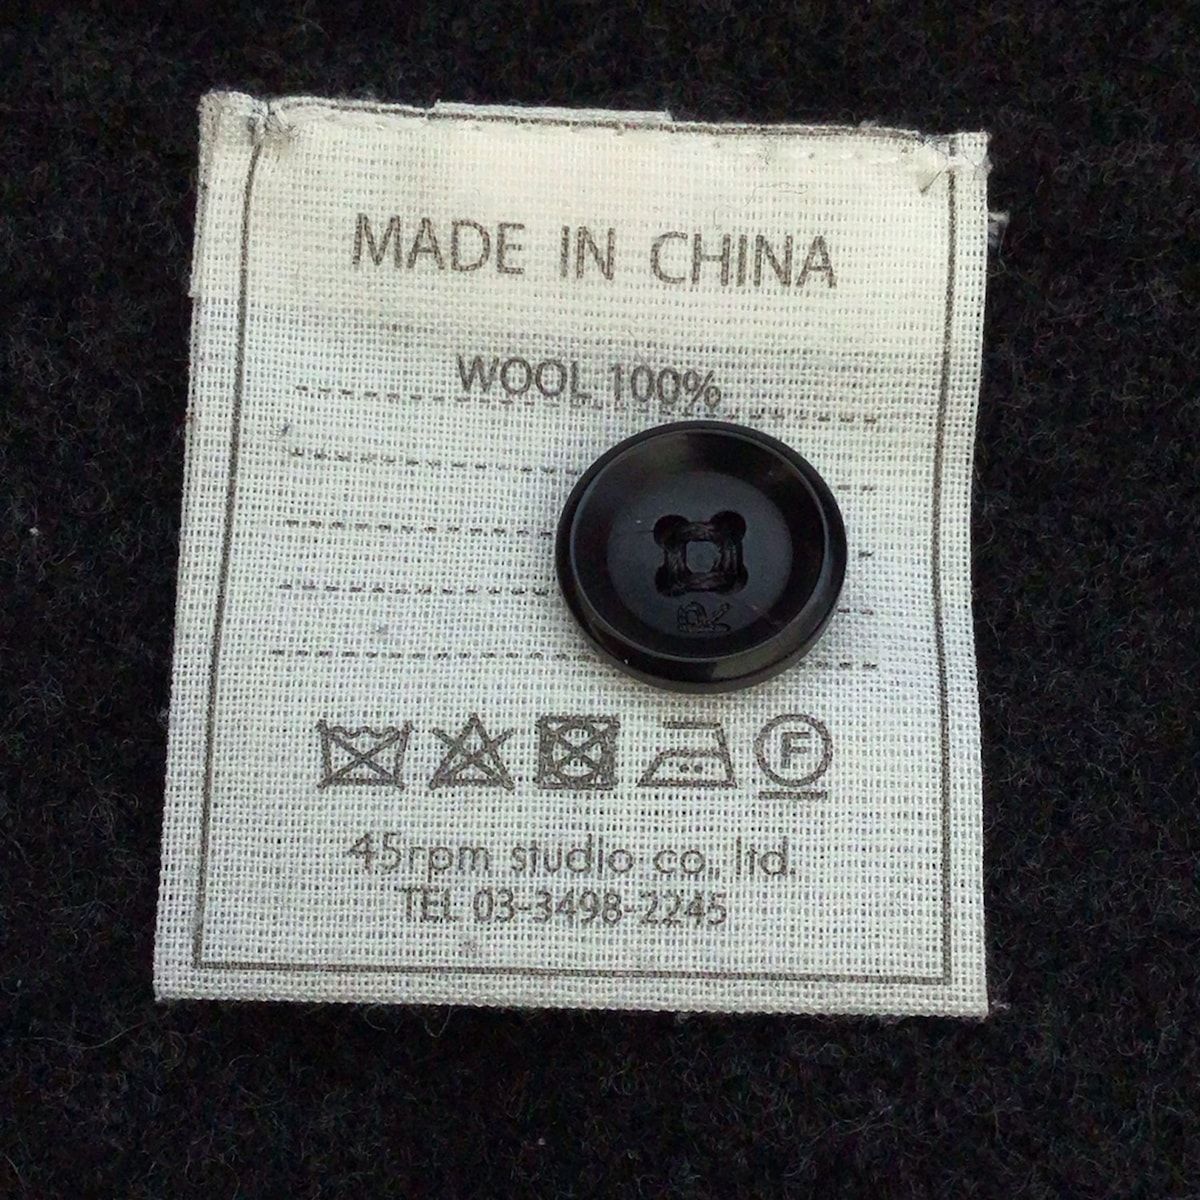 MADE IN CHINA
WOOL 100%
F
45rpm studio co., ltd.
TEL 03-3498-2245